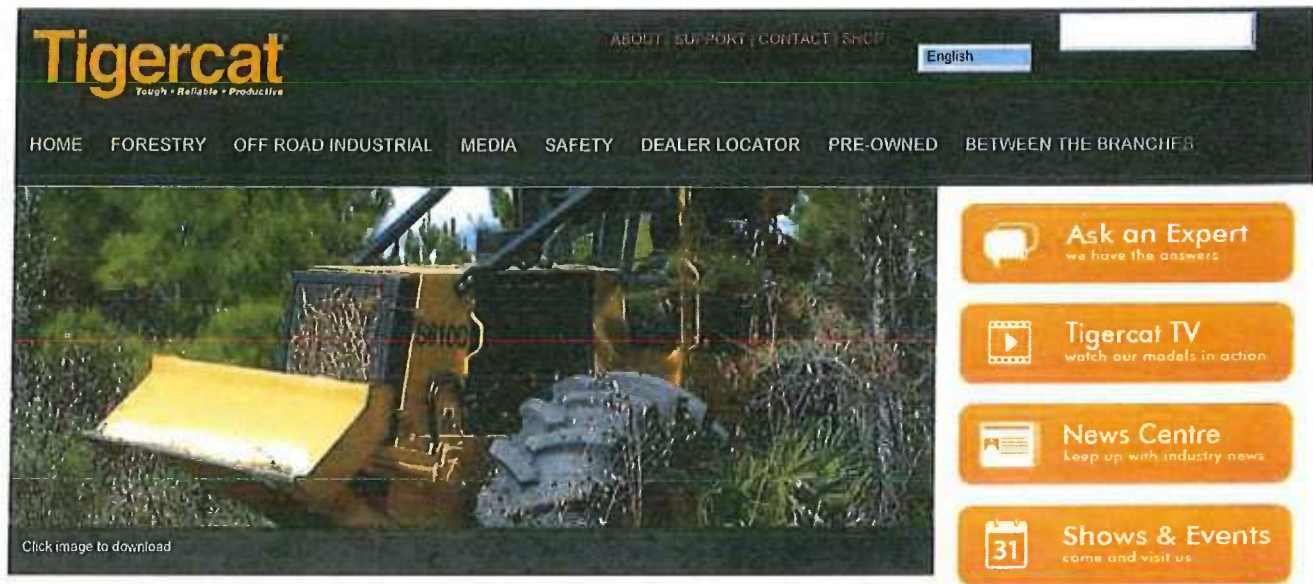 Tigercat
Tough • Reliable • Productive
ABOUT | SUPPORT | CONTACT | SHOP
English
HOME FORESTRY OFF ROAD INDUSTRIAL MEDIA SAFETY DEALER LOCATOR PRE-OWNED BETWEEN THE BRANCHES
Ask an Expert
we have the answers
Tigercat TV
watch our models in action
News Centre
keep up with industry news
31
Shows & Events
come and visit us
Click image to download